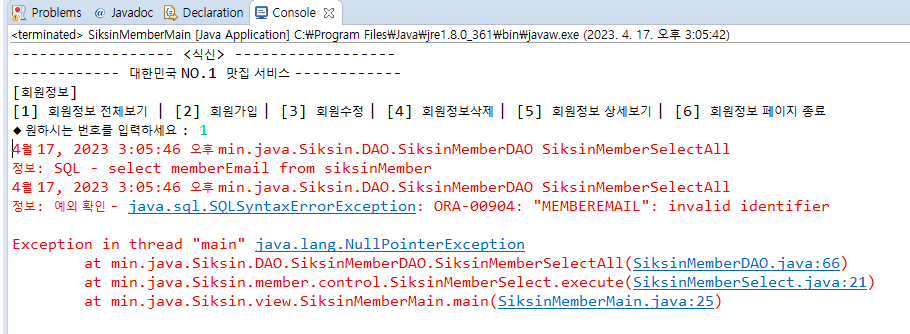 Problems @ Javadoc Declaration Console
<terminated> SiksinMemberMain [Java Application] C:₩Program Files₩Java₩jre1.8.0_361₩bin₩javaw.exe (2023. 4. 17. 오후 3:05:42)
------------------ <식신> ------------------
------------ 대한민국 NO.1 맛집 서비스 ------------
[회원정보]
[1] 회원정보 전체보기 | [2] 회원가입 | [3] 회원수정 | [4] 회원정보삭제 | [5] 회원정보 상세보기 | [6] 회원정보 페이지 종료
◆ 원하시는 번호를 입력하세요 : 1
4월 17, 2023 3:05:46 오후 min.java.Siksin.DAO.SiksinMemberDAO SiksinMemberSelectAll
정보: SQL - select memberEmail from siksinMember
4월 17, 2023 3:05:46 오후 min.java.Siksin.DAO.SiksinMemberDAO SiksinMemberSelectAll
정보: 예외 확인 - java.sql.SQLSyntaxErrorException: ORA-00904: "MEMBEREMAIL": invalid identifier
Exception in thread "main" java.lang.NullPointerException
at min.java.Siksin.DAO.SiksinMemberDAO.SiksinMemberSelectAll(SiksinMemberDAO.java:66)
at min.java.Siksin.member.control.SiksinMemberSelect.execute(SiksinMemberSelect.java:21)
at min.java.Siksin.view.SiksinMemberMain.main(SiksinMemberMain.java:25)